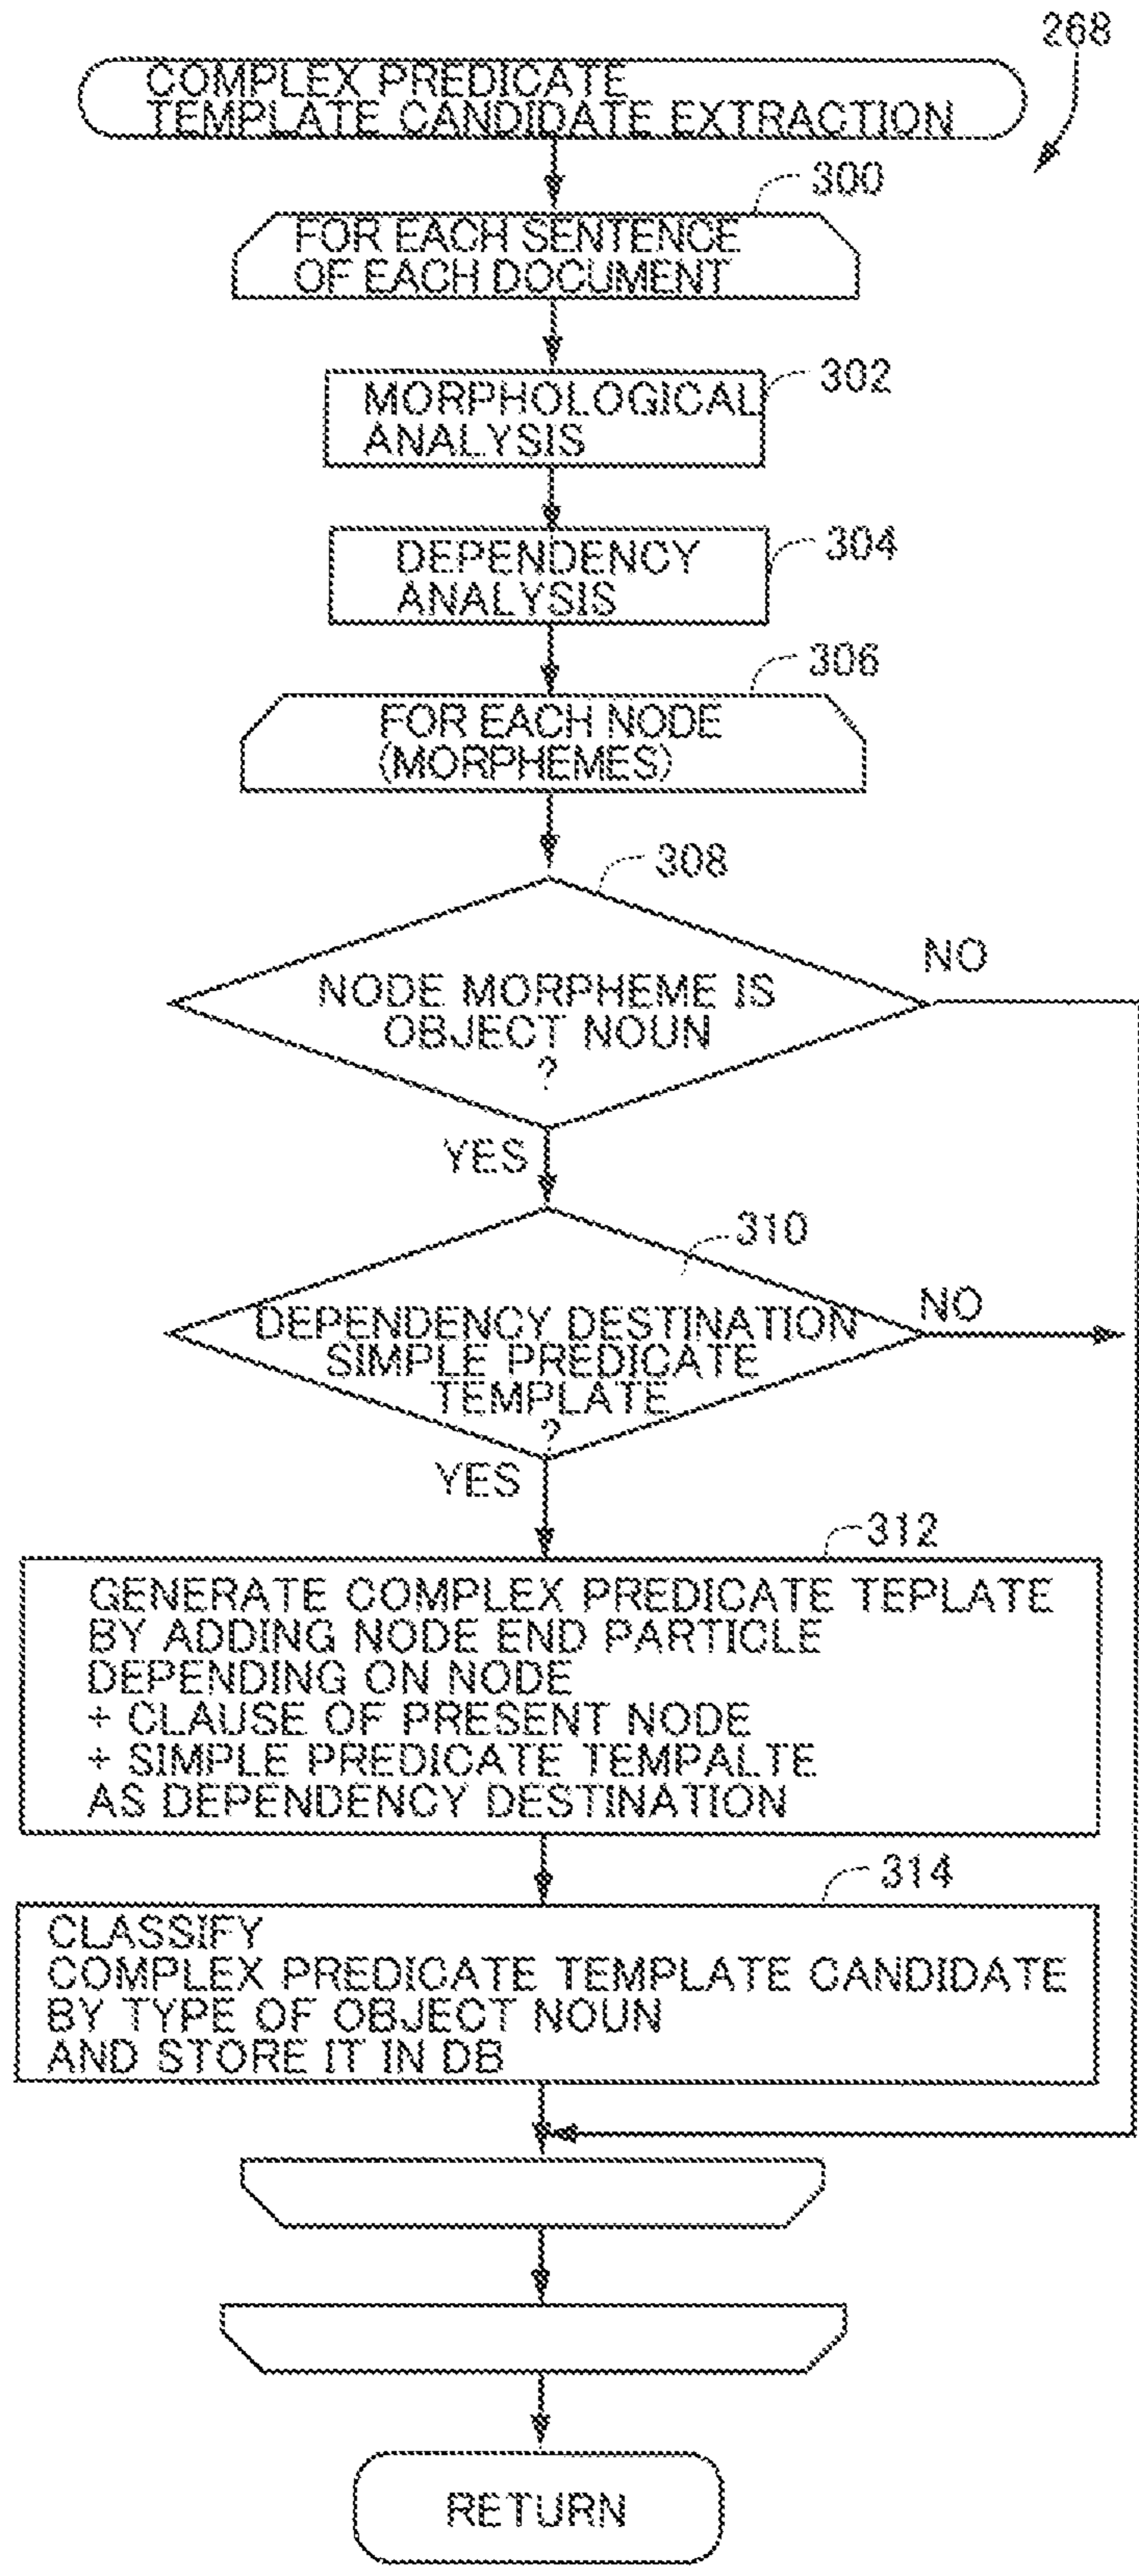 268
COMPLEX PREDICATE
TEMPLATE CANDIDATE EXTRACTION
300
FOR EACH SENTENCE
OF EACH DOCUMENT
302
MORPHOLOGICAL
ANALYSIS
304
DEPENDENCY
ANALYSIS
306
FOR EACH NODE
(MORPHEMES)
308
NO
NODE MORPHEME IS
OBJECT NOUN
?
YES
310
NO
DEPENDENCY DESTINATION
SIMPLE PREDICATE
TEMPLATE
?
YES
312
GENERATE COMPLEX PREDICATE TEPLATE
BY ADDING NODE END PARTICLE
DEPENDING ON NODE
+ CLAUSE OF PRESENT NODE
+ SIMPLE PREDICATE TEMPALTE
AS DEPENDENCY DESTINATION
314
CLASSIFY
COMPLEX PREDICATE TEMPLATE CANDIDATE
BY TYPE OF OBJECT NOUN
AND STORE IT IN DB
RETURN